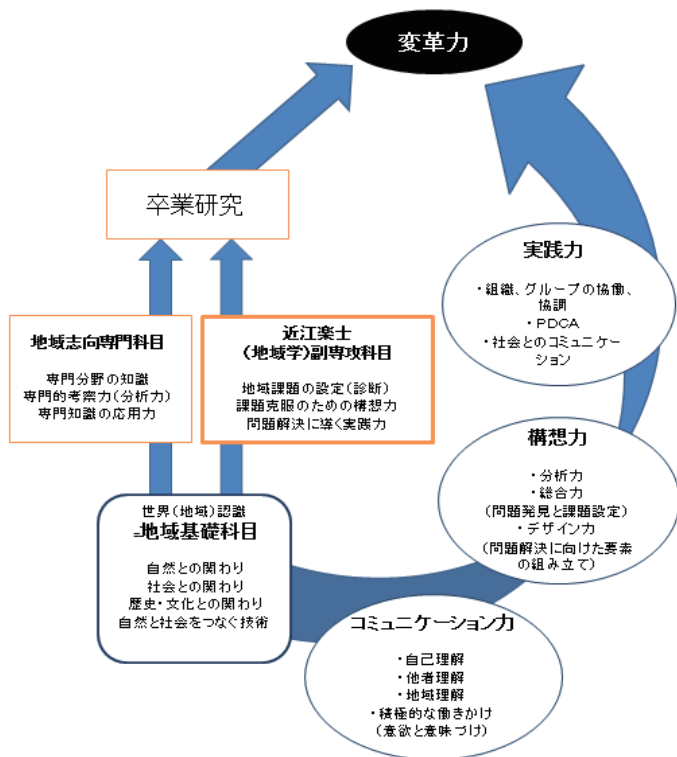 変革力
卒業研究
地域志向専門科目
専門分野の知識
専門的考察力(分析力)
専門知識の応用力
近江楽士
(地域学)副専攻科目
地域課題の設定(診断)
課題克服のための構想力
問題解決に導く実践力
世界(地域)認識
=地域基礎科目
自然との関わり
社会との関わり
歴史・文化との関わり
自然と社会をつなぐ技術
実践力
・組織、グループの協働、
協調
・PDCA
・社会とのコミュニケー
ション
構想力
・分析力
・総合力
(問題発見と課題設定)
・デザイン力
(問題解決に向けた要素
の組み立て)
コミュニケーション力
・自己理解
・他者理解
・地域理解
・積極的な働きかけ
(意欲と意味づけ)